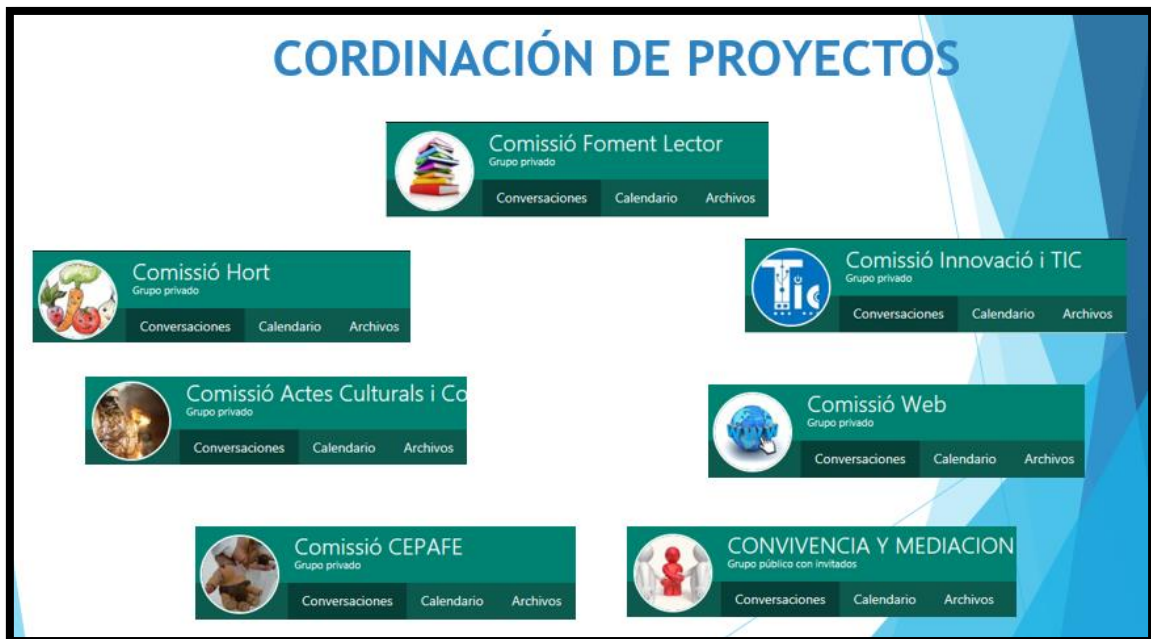 CORDINACIÓN DE PROYECTOS
Comissió Foment Lector
Grupo privado
Conversaciones Calendario Archivos
Comissió Hort
Grupo privado
Conversaciones Calendario Archivos
Comissió Innovació i TIC
Grupo privado
Conversaciones Calendario Archivos
Tic
Comissió Actes Culturals i Co
Grupo privado
Conversaciones Calendario Archivos
Comissió Web
Grupo privado
Conversaciones Calendario Archivos
WWW
Comissió CEPAFE
Grupo privado
Conversaciones Calendario Archivos
CONVIVENCIA Y MEDIACION
Grupo público con invitados
Conversaciones Calendario Archivos